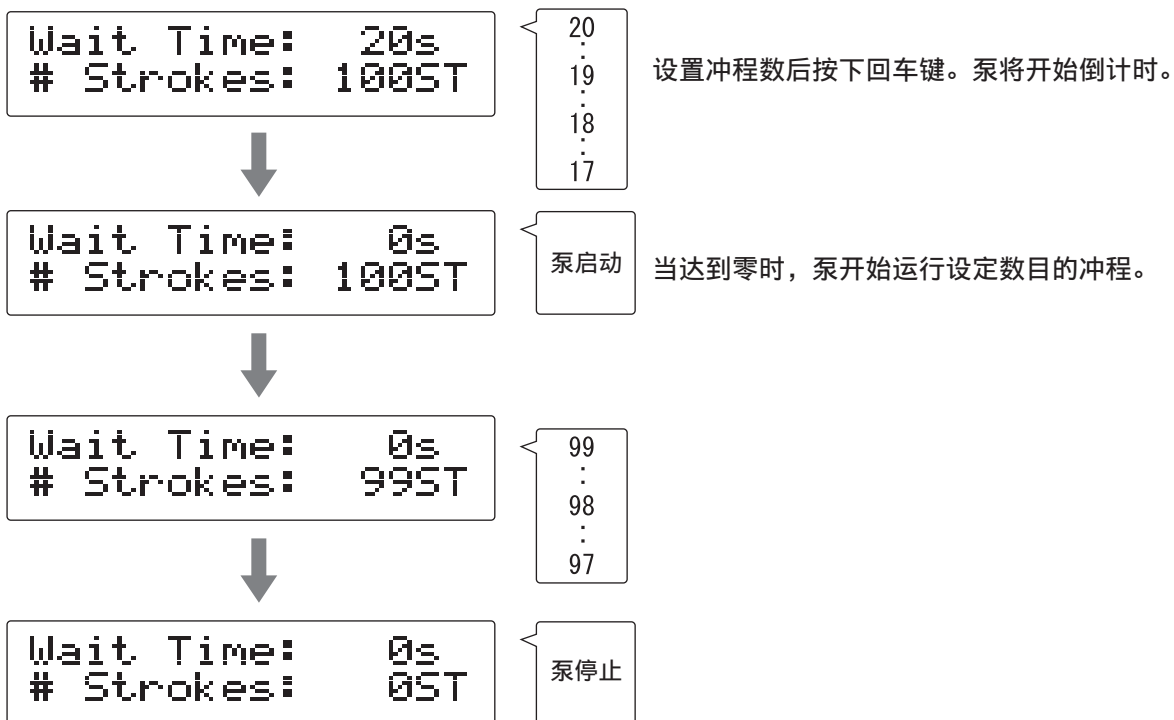 Wait Time: 20s
# Strokes: 100ST
20
19
18
17
设置冲程数后按下回车键。泵将开始倒计时。
Wait Time: 0s
# Strokes: 100ST
泵启动
当达到零时，泵开始运行设定数目的冲程。
Wait Time: 0s
# Strokes: 99ST
99
98
97
Wait Time: 0s
# Strokes: 0ST
泵停止